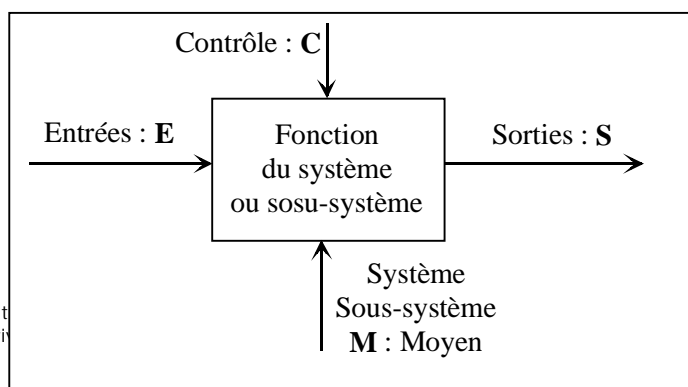 Contrôle : C
Entrées : E
Fonction
du système
ou sosu-système
Sorties : S
Système
Sous-système
M : Moyen